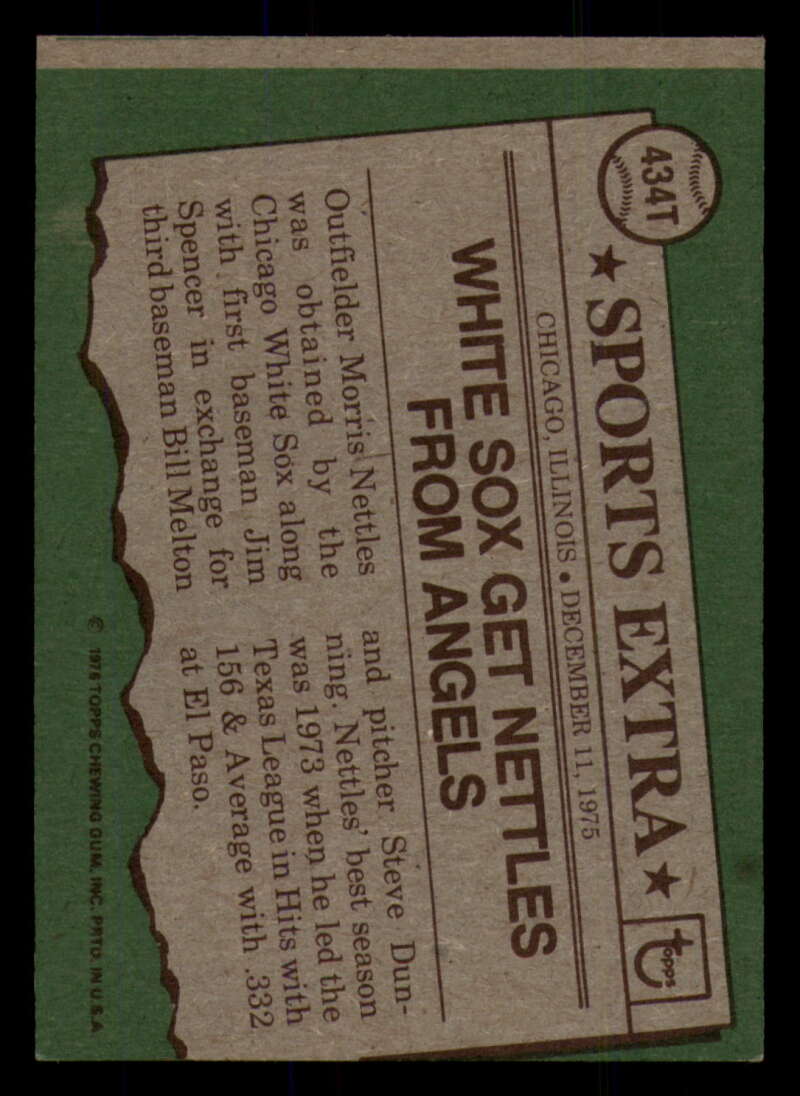 434T
★ SPORTS EXTRA ★
topps
CHICAGO, ILLINOIS • DECEMBER 11, 1975
WHITE SOX GET NETTLES
FROM ANGELS
Outfielder Morris Nettles
was obtained by the
Chicago White Sox along
with first baseman Jim
Spencer in exchange for
third baseman Bill Melton
and pitcher Steve Dun-
ning. Nettles' best season
was 1973 when he led the
Texas League in Hits with
156 & Average with .332
at El Paso.
© 1976 TOPPS CHEWING GUM, INC. PRTD. IN U.S.A.